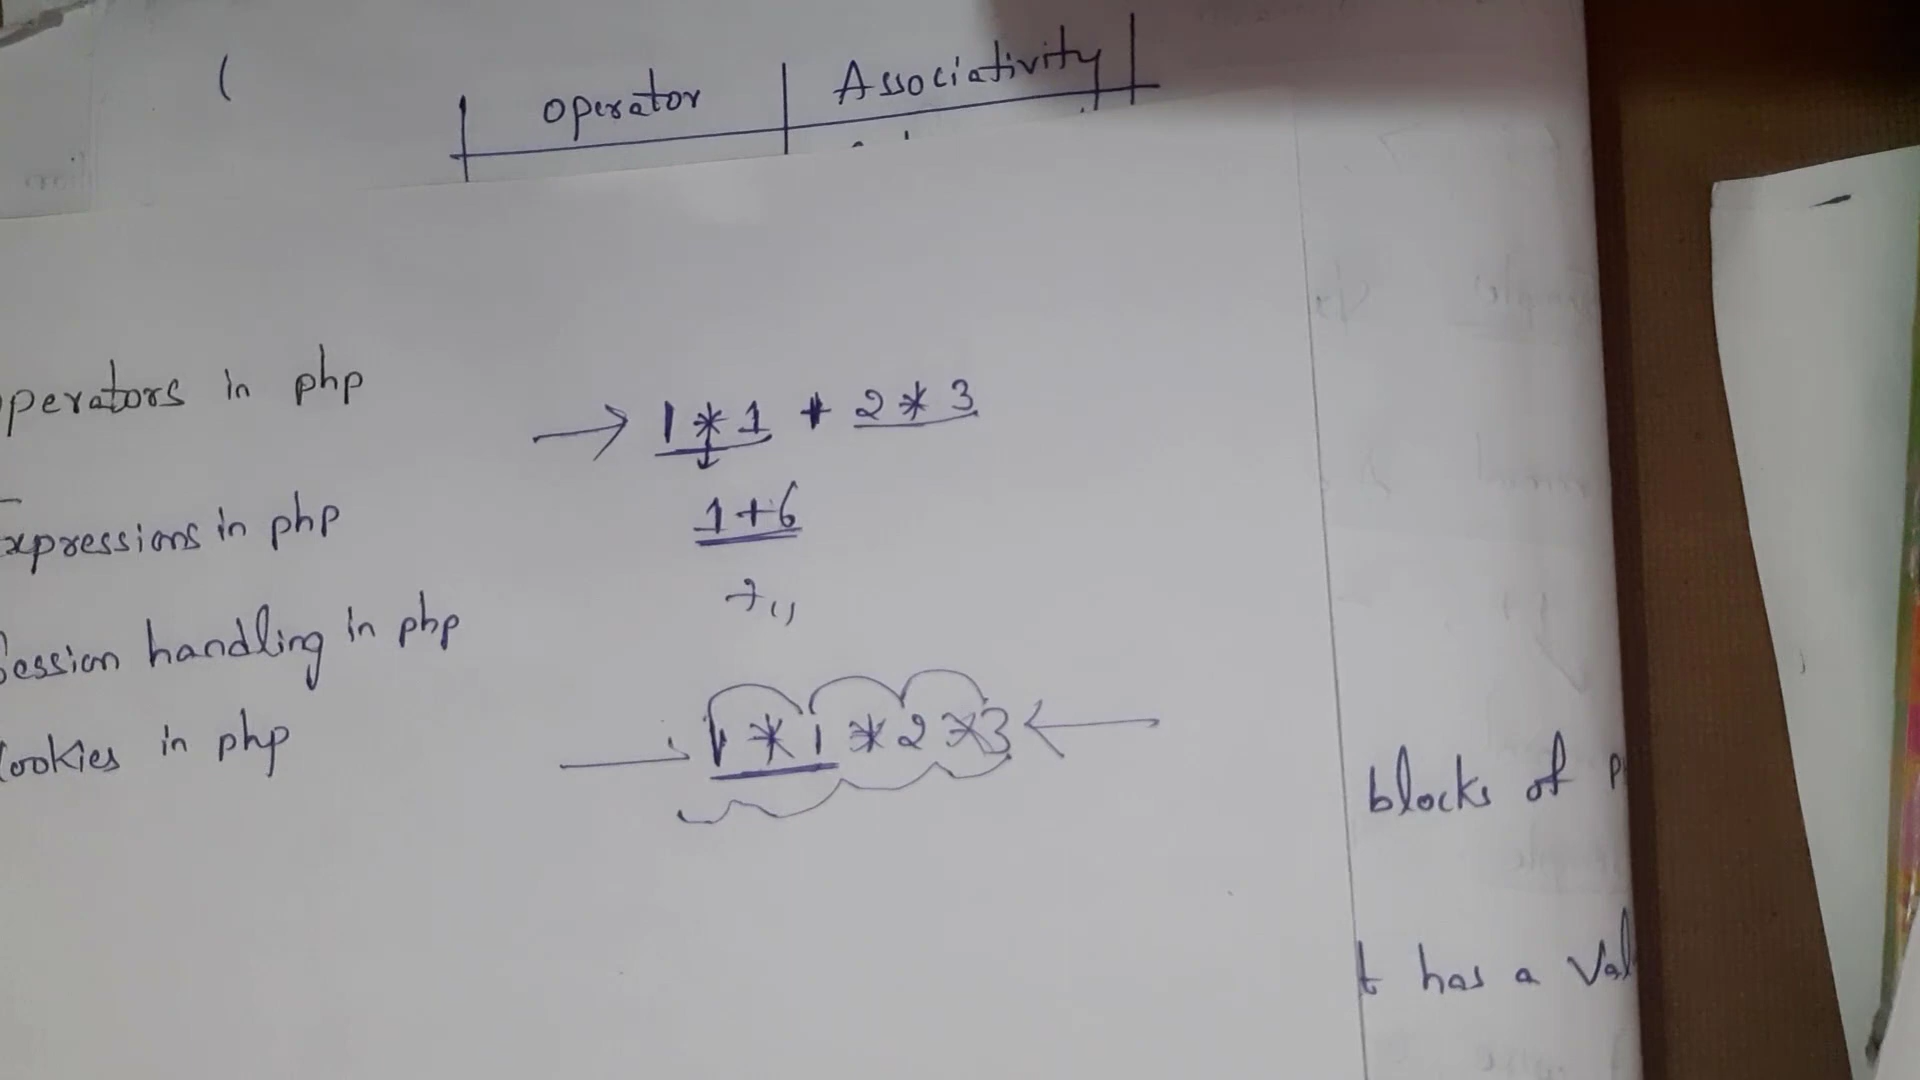 (
operator | Associativity |
perators in php
→ 1 * 1 + 2 * 3
1+6
7
xpressions in php
ession handling in php
1 * 1 * 2 * 3
ookies in php
blocks of p
t has a Val